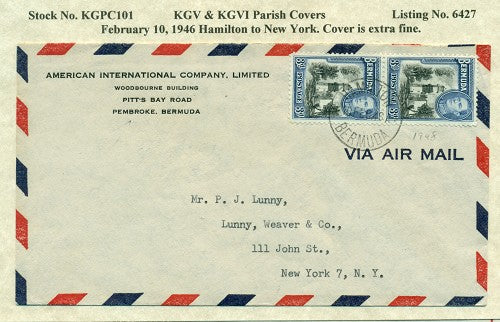 Stock No. KGPC101 KGV & KGVI Parish Covers Listing No. 6427
February 10, 1946 Hamilton to New York. Cover is extra fine.
AMERICAN INTERNATIONAL COMPANY, LIMITED
WOODBOURNE BUILDING
PITT'S BAY ROAD
PEMBROKE, BERMUDA
BERMUDA
BERMUDA
BERMUDA
1948
VIA AIR MAIL
Mr. P. J. Lunny,
Lunny, Weaver & Co.,
111 John St.,
New York 7, N. Y.